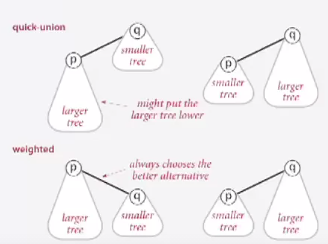 quick-union
q
p
smaller
tree
larger
tree
might put the
larger tree lower
q
p
smaller
tree
larger
tree
weighted
p
always chooses the
better alternative
q
larger
tree
smaller
tree
q
p
smaller
tree
larger
tree